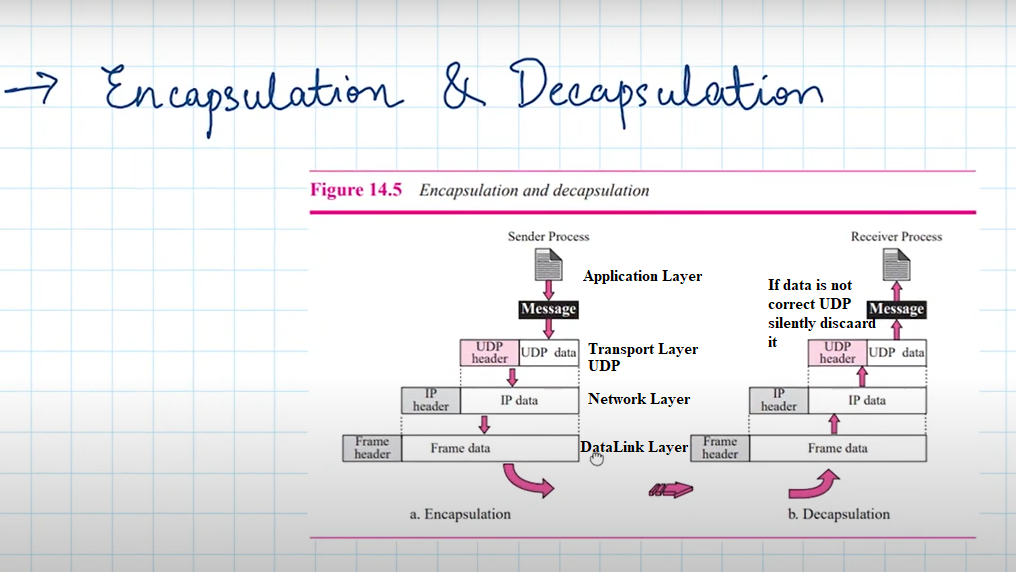 → Encapsulation & Decapsulation
Figure 14.5 Encapsulation and decapsulation
Sender Process
Application Layer
Message
UDP header
UDP data
Transport Layer
UDP
IP header
IP data
Network Layer
Frame header
Frame data
DataLink Layer
a. Encapsulation
Receiver Process
If data is not
correct UDP
silently discaard
it
Message
UDP header
UDP data
IP header
IP data
Frame header
Frame data
b. Decapsulation